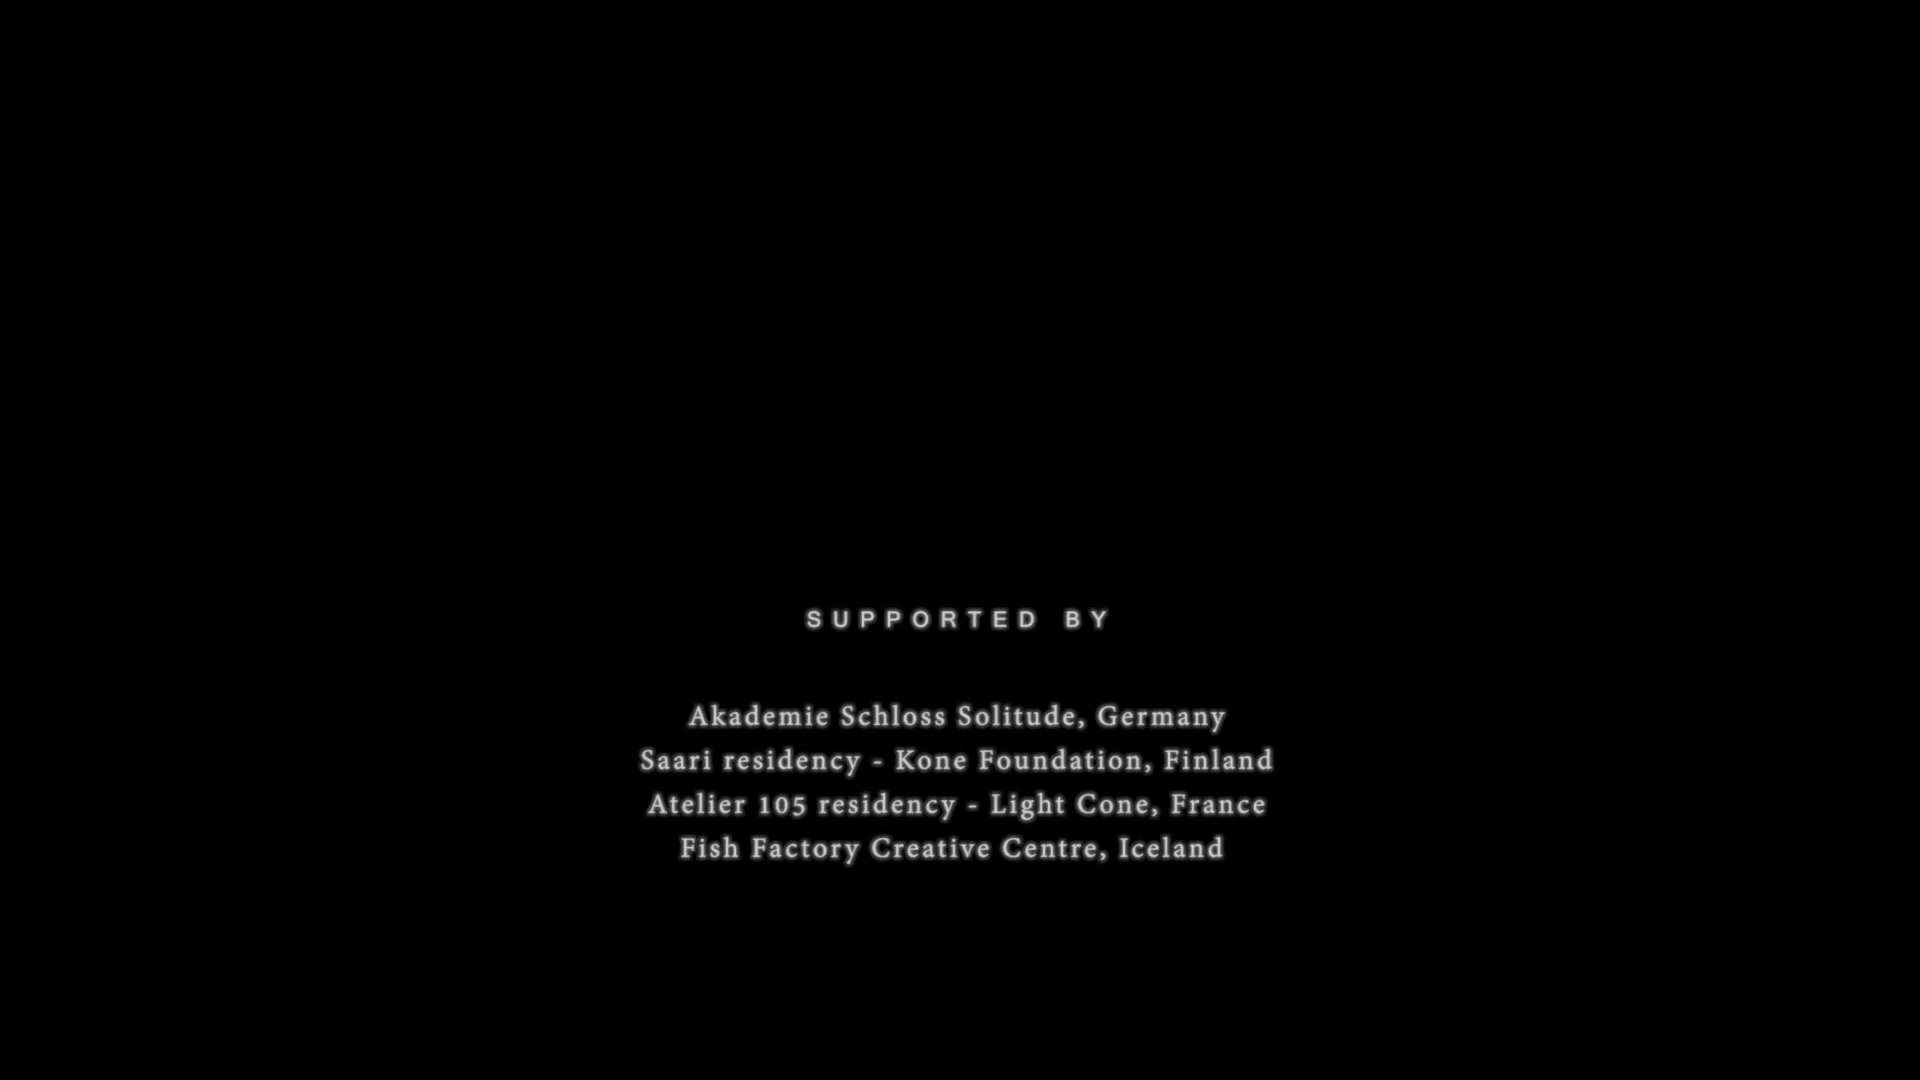 SUPPORTED BY
Akademie Schloss Solitude, Germany
Saari residency - Kone Foundation, Finland
Atelier 105 residency - Light Cone, France
Fish Factory Creative Centre, Iceland